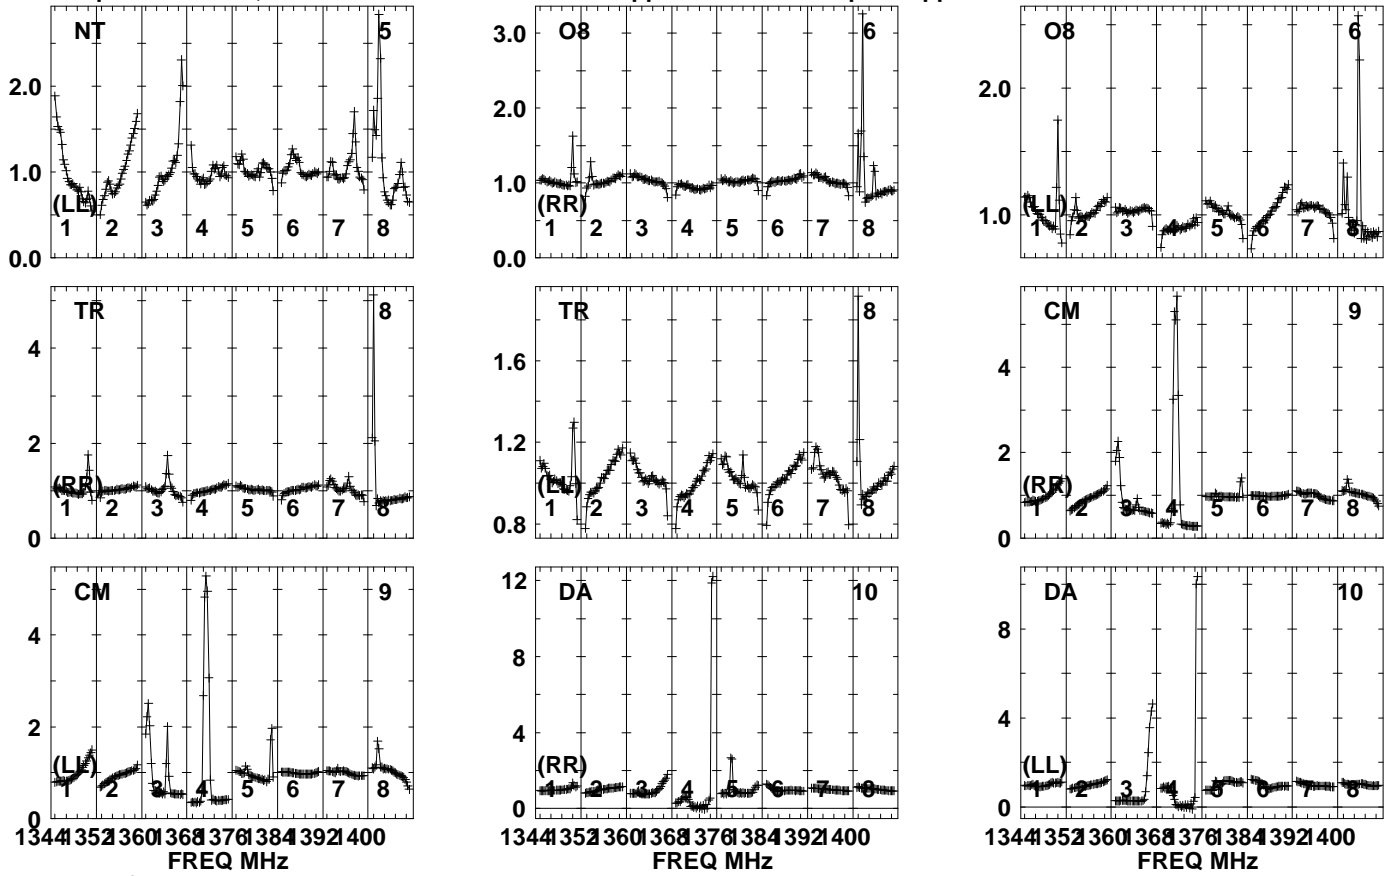 NT 5
2.0
1.0
0.0
(LL)
1 2 3 4 5 6 7 8
O8 6
3.0
2.0
1.0
0.0
(RR)
1 2 3 4 5 6 7 8
O8 6
2.0
1.0
(LL)
1 2 3 4 5 6 7 8
TR 8
4
2
0
(RR)
1 2 3 4 5 6 7 8
TR 8
1.6
1.2
0.8
(LL)
1 2 3 4 5 6 7 8
CM 9
4
2
0
(RR)
1 2 3 4 5 6 7 8
CM 9
4
2
0
(LL)
1 2 3 4 5 6 7 8
1344 1352 1360 1368 1376 1384 1392 1400
FREQ MHz
DA 10
12
8
4
0
(RR)
1 2 3 4 5 6 7 8
1344 1352 1360 1368 1376 1384 1392 1400
FREQ MHz
DA 10
8
4
0
(LL)
1 2 3 4 5 6 7 8
1344 1352 1360 1368 1376 1384 1392 1400
FREQ MHz